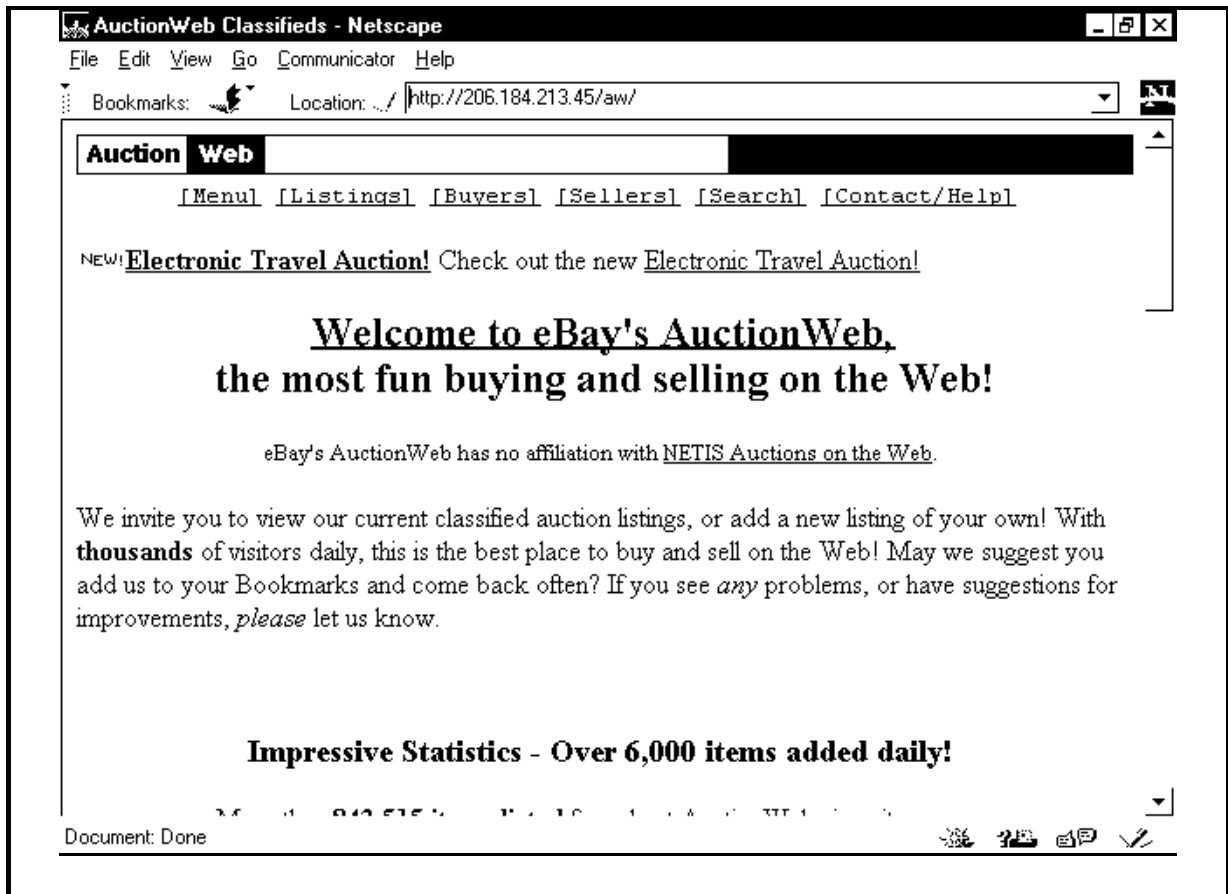 AuctionWeb Classifieds - Netscape
File Edit View Go Communicator Help
Bookmarks: Location: http://206.184.213.45/aw/
N
Auction Web
[Menu] [Listings] [Buyers] [Sellers] [Search] [Contact/Help]
NEW! Electronic Travel Auction! Check out the new Electronic Travel Auction!
Welcome to eBay's AuctionWeb,
the most fun buying and selling on the Web!
eBay's AuctionWeb has no affiliation with NETIS Auctions on the Web.
We invite you to view our current classified auction listings, or add a new listing of your own! With
thousands of visitors daily, this is the best place to buy and sell on the Web! May we suggest you
add us to your Bookmarks and come back often? If you see any problems, or have suggestions for
improvements, please let us know.
Impressive Statistics - Over 6,000 items added daily!
Document: Done